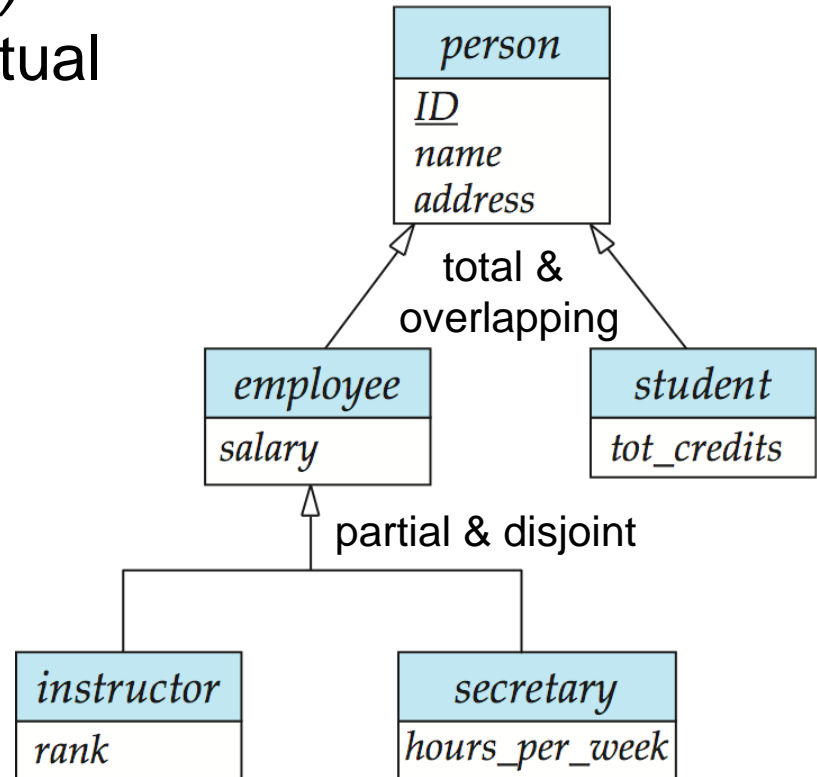 )
tual
person
ID
name
address
total &
overlapping
employee
salary
student
tot_credits
partial & disjoint
instructor
rank
secretary
hours_per_week